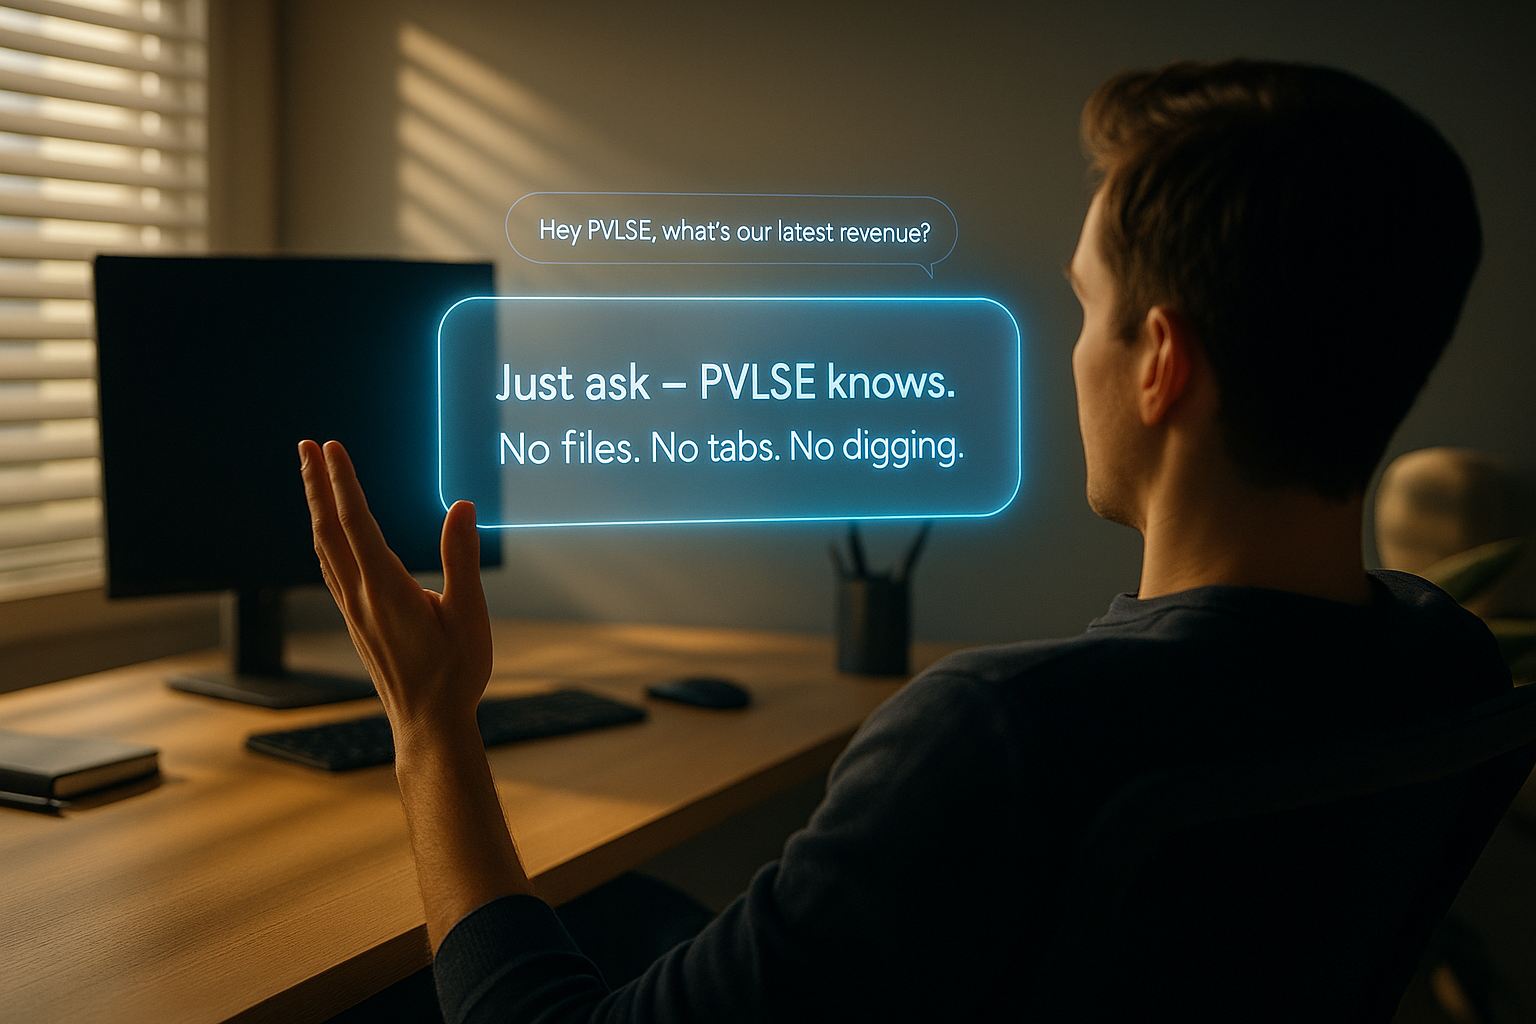 Hey PVLSE, what's our latest revenue?
Just ask – PVLSE knows.
No files. No tabs. No digging.